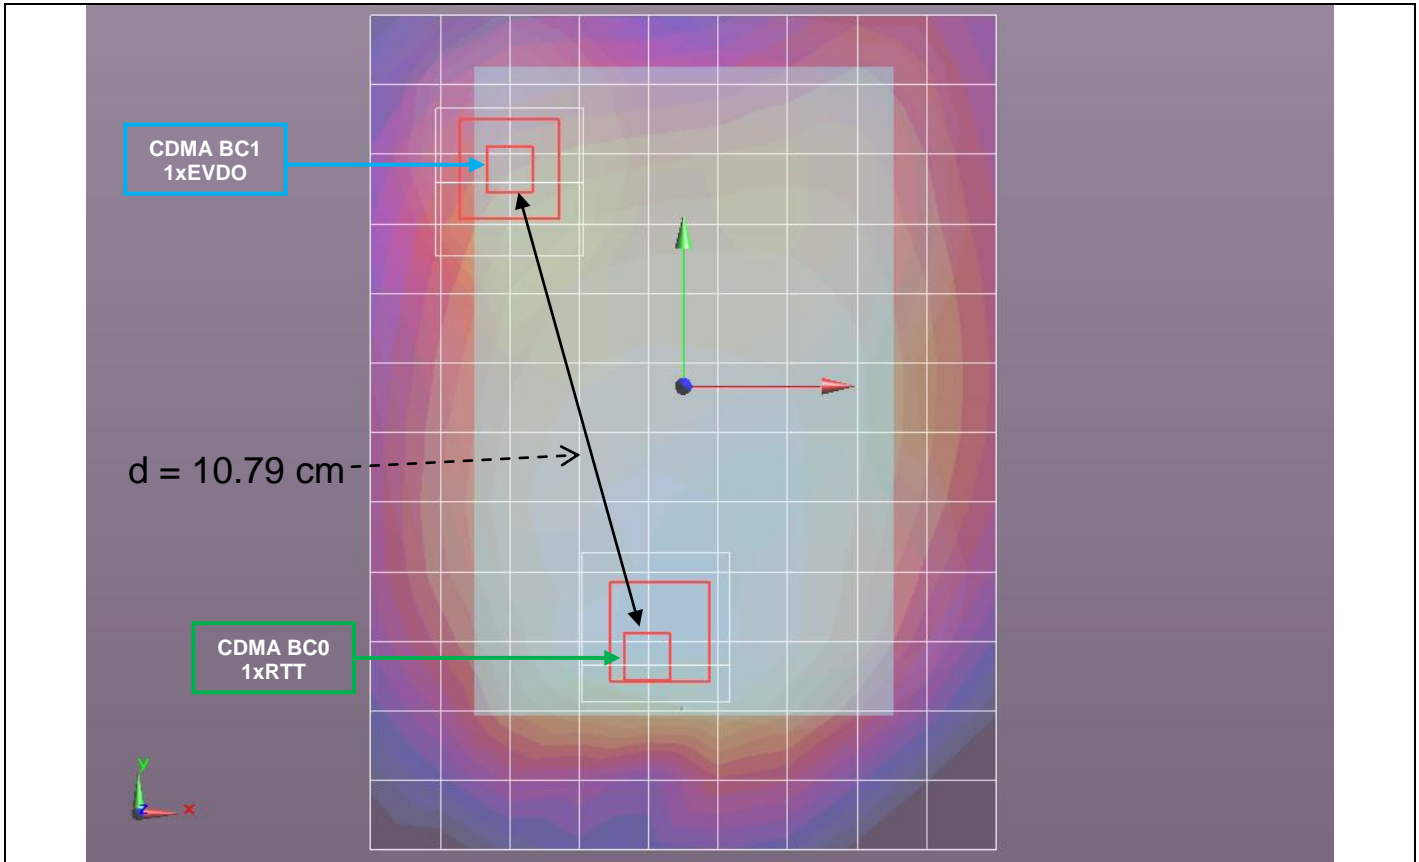 CDMA BC1
1xEVDO
d = 10.79 cm
CDMA BC0
1xRTT
y
z
x